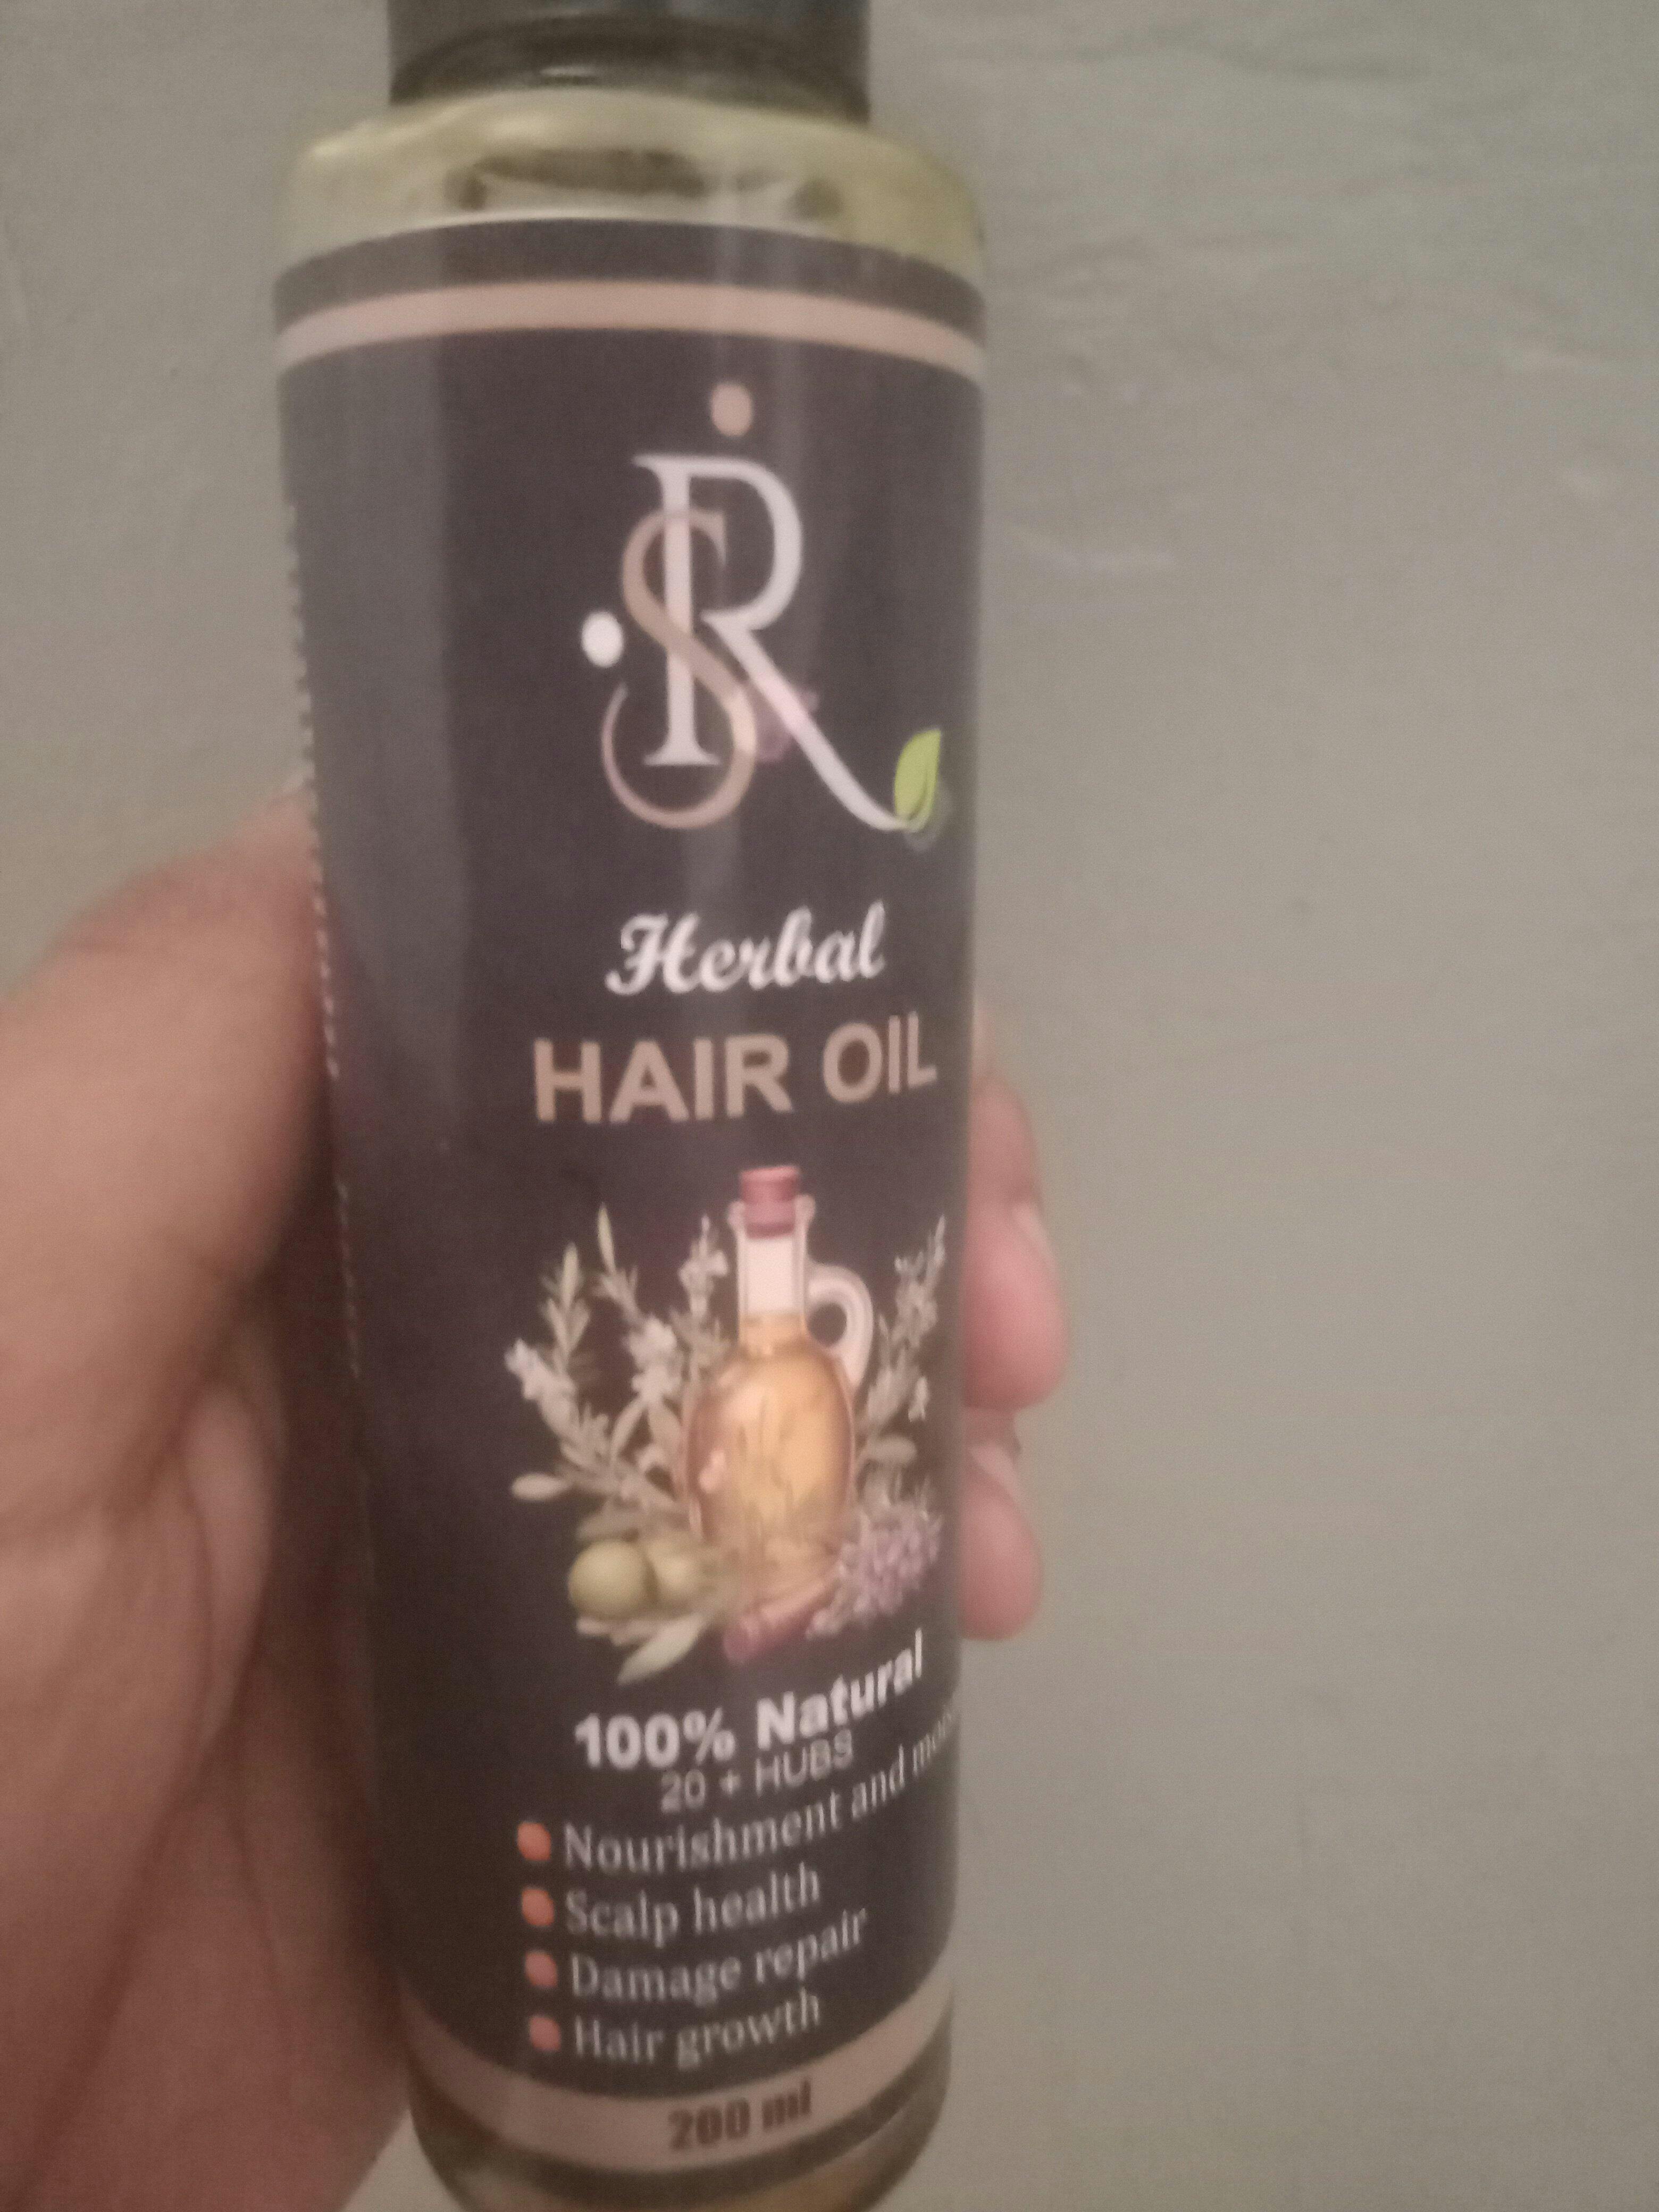 SR
Herbal
HAIR OIL
100% Natural
20 + HUBS
Nourishment and
Scalp health
Damage repair
Hair growth
200 ml